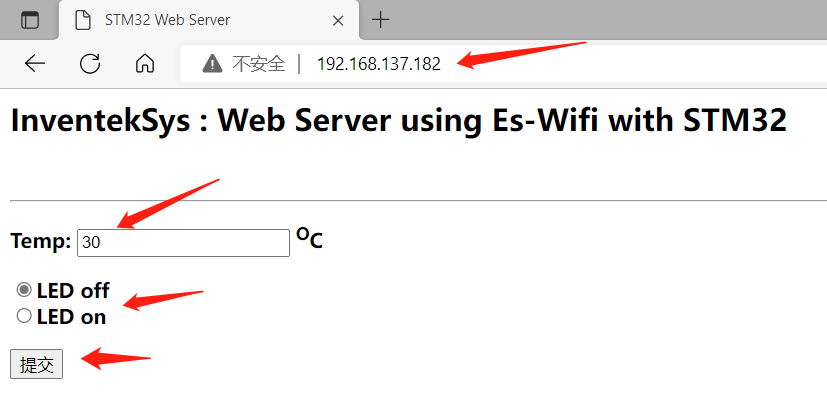 STM32 Web Server
不安全 | 192.168.137.182
InventekSys : Web Server using Es-Wifi with STM32
Temp: 30 OC
LED off
LED on
提交